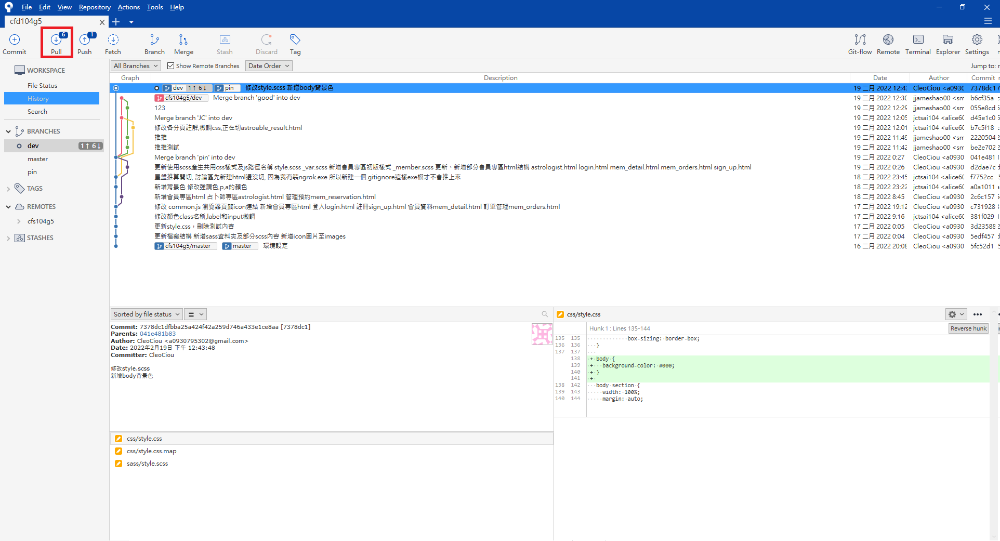 File Edit View Repository Actions Tools Help
cfd104g5
6 1
Commit Pull Push Fetch Branch Merge Stash Discard Tag Git-flow Remote Terminal Explorer Settings
WORKSPACE
File Status
History
Search
BRANCHES
dev 1↑ 6↓
master
pin
TAGS
REMOTES
cfs104g5
STASHES
All Branches Show Remote Branches Date Order Jump to:
Graph Description Date Author Commit
dev 1↑ 6↓ pin 修改style.scss 新增body背景色 19 二月 2022 12:43 CleoCiou <a0930 7378dc17
cfs104g5/dev Merge branch 'good' into dev 19 二月 2022 12:30 jjameshao00 <sm b6cf35a
123 19 二月 2022 12:29 jjameshao00 <sm 055e8cd
Merge branch 'JC' into dev 19 二月 2022 12:05 jctsai104 <alice60 d45e1c0
修改各分頁註解,微調css,正在切astroable_result.html 19 二月 2022 12:01 jctsai104 <alice60 b7c5f18
推推 19 二月 2022 11:49 jjameshao00 <sm 2220504
推推測試 19 二月 2022 11:42 jjameshao00 <sm be2e702
Merge branch 'pin' into dev 19 二月 2022 0:27 CleoCiou <a0930 041e481
更新使用scss產生共用css樣式及js路徑名稱 style.scss _var.scss 新增會員專區初版樣式 _member.scss 更新、新增部分會員專區html結構 astrologist.html login.html mem_detail.html mem_orders.html sign_up.html 19 二月 2022 0:26 CleoCiou <a0930 d2dae7c
星盤推算開切, 討論區先新建html還沒切, 因為我有裝ngrok.exe 所以新建一個.gitignore這樣exe檔才不會推上來 18 二月 2022 23:45 jctsai104 <alice60 f7752cc
新增背景色 修改強調色,p,a的顏色 18 二月 2022 23:22 jctsai104 <alice60 a0a1011
新增會員專區html 占卜師專區astrologist.html 管理預約mem_reservation.html 18 二月 2022 8:45 CleoCiou <a0930 2c6c157
修改 common.js 瀏覽器頁籤icon連結 新增會員專區html 登入login.html 註冊sign_up.html 會員資料mem_detail.html 訂單管理mem_orders.html 17 二月 2022 19:12 CleoCiou <a0930 c731928
修改顏色class名稱,label和input微調 17 二月 2022 9:16 jctsai104 <alice60 381f029
更新style.css，刪除測試內容 17 二月 2022 0:05 CleoCiou <a0930 3d23588
更新檔案結構 新增sass資料夾及部分scss內容 新增icon圖片至images 17 二月 2022 0:04 CleoCiou <a0930 5edf457
cfs104g5/master master 環境設定 16 二月 2022 20:08 CleoCiou <a0930 5fc52d1
Sorted by file status
Commit: 7378dc1dfbba25a424f42a259d746a433e1ce8aa [7378dc1]
Parents: 041e481b83
Author: CleoCiou <a0930795302@gmail.com>
Date: 2022年2月19日 下午 12:43:48
Committer: CleoCiou
修改style.scss
新增body背景色
css/style.css
css/style.css.map
sass/style.scss
css/style.css
Hunk 1 : Lines 135-144 Reverse hunk
135 135 box-sizing: border-box;
136 136 }
137 137
138 + body {
139 + background-color: #000;
140 + }
141 +
138 142 body section {
139 143 width: 100%;
140 144 margin: auto;